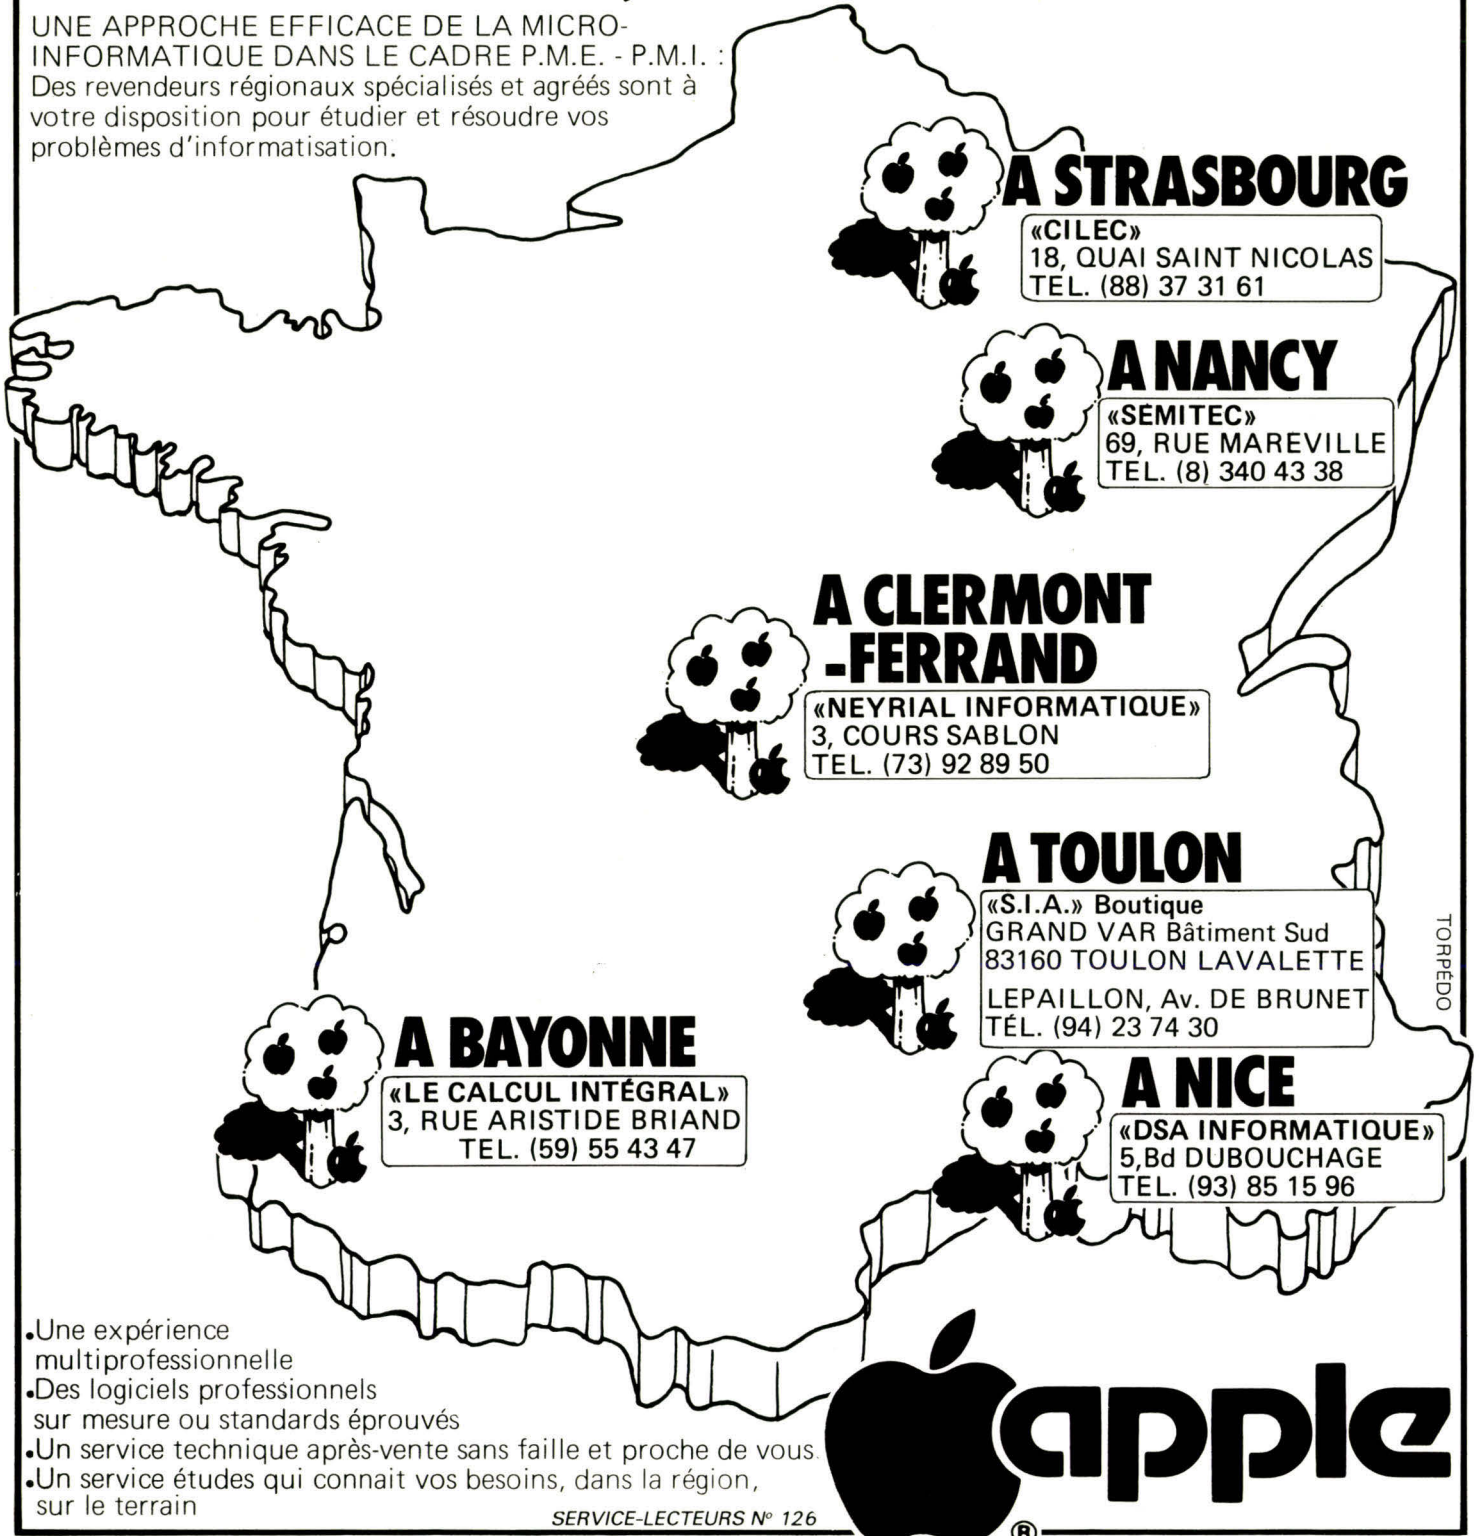 UNE APPROCHE EFFICACE DE LA MICRO-
INFORMATIQUE DANS LE CADRE P.M.E. - P.M.I. :
Des revendeurs régionaux spécialisés et agréés sont à
votre disposition pour étudier et résoudre vos
problèmes d'informatisation.
A STRASBOURG
«CILEC»
18, QUAI SAINT NICOLAS
TEL. (88) 37 31 61
A NANCY
«SEMITEC»
69, RUE MAREVILLE
TEL. (8) 340 43 38
A CLERMONT
-FERRAND
«NEYRIAL INFORMATIQUE»
3, COURS SABLON
TEL. (73) 92 89 50
A TOULON
«S.I.A.» Boutique
GRAND VAR Bâtiment Sud
83160 TOULON LAVALETTE
LEPAILLON, Av. DE BRUNET
TÉL. (94) 23 74 30
TORPÉDO
A BAYONNE
«LE CALCUL INTÉGRAL»
3, RUE ARISTIDE BRIAND
TEL. (59) 55 43 47
A NICE
«DSA INFORMATIQUE»
5,Bd DUBOUCHAGE
TEL. (93) 85 15 96
•Une expérience
multiprofessionnelle
•Des logiciels professionnels
sur mesure ou standards éprouvés
•Un service technique après-vente sans faille et proche de vous.
•Un service études qui connait vos besoins, dans la région,
sur le terrain
SERVICE-LECTEURS Nº 126
apple
®